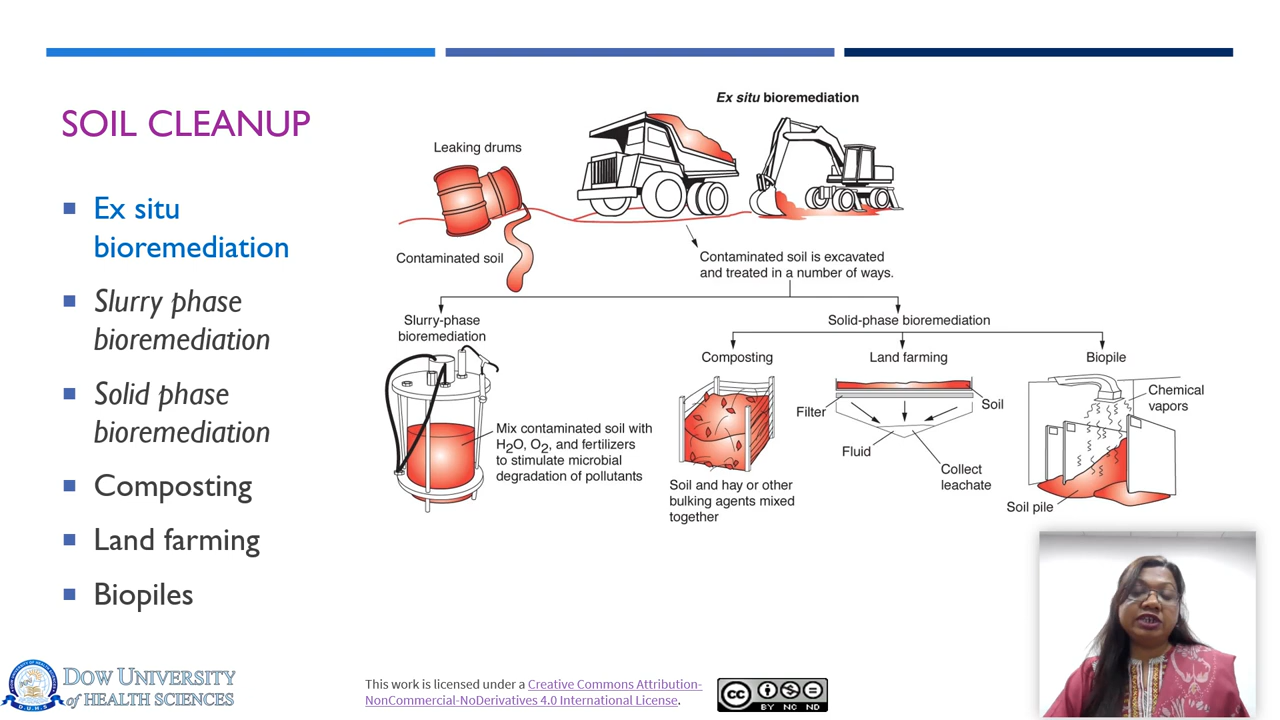 SOIL CLEANUP
Ex situ
bioremediation
Slurry phase
bioremediation
Solid phase
bioremediation
Composting
Land farming
Biopiles
Ex situ bioremediation
Leaking drums
Contaminated soil
Contaminated soil is excavated
and treated in a number of ways.
Slurry-phase
bioremediation
Mix contaminated soil with
H2O, O2, and fertilizers
to stimulate microbial
degradation of pollutants
Solid-phase bioremediation
Composting
Soil and hay or other
bulking agents mixed
together
Land farming
Filter
Soil
Fluid
Collect
leachate
Biopile
Chemical
vapors
Soil pile
DOW UNIVERSITY
of HEALTH SCIENCES
This work is licensed under a Creative Commons Attribution-
NonCommercial-NoDerivatives 4.0 International License.
cc
BY NC ND